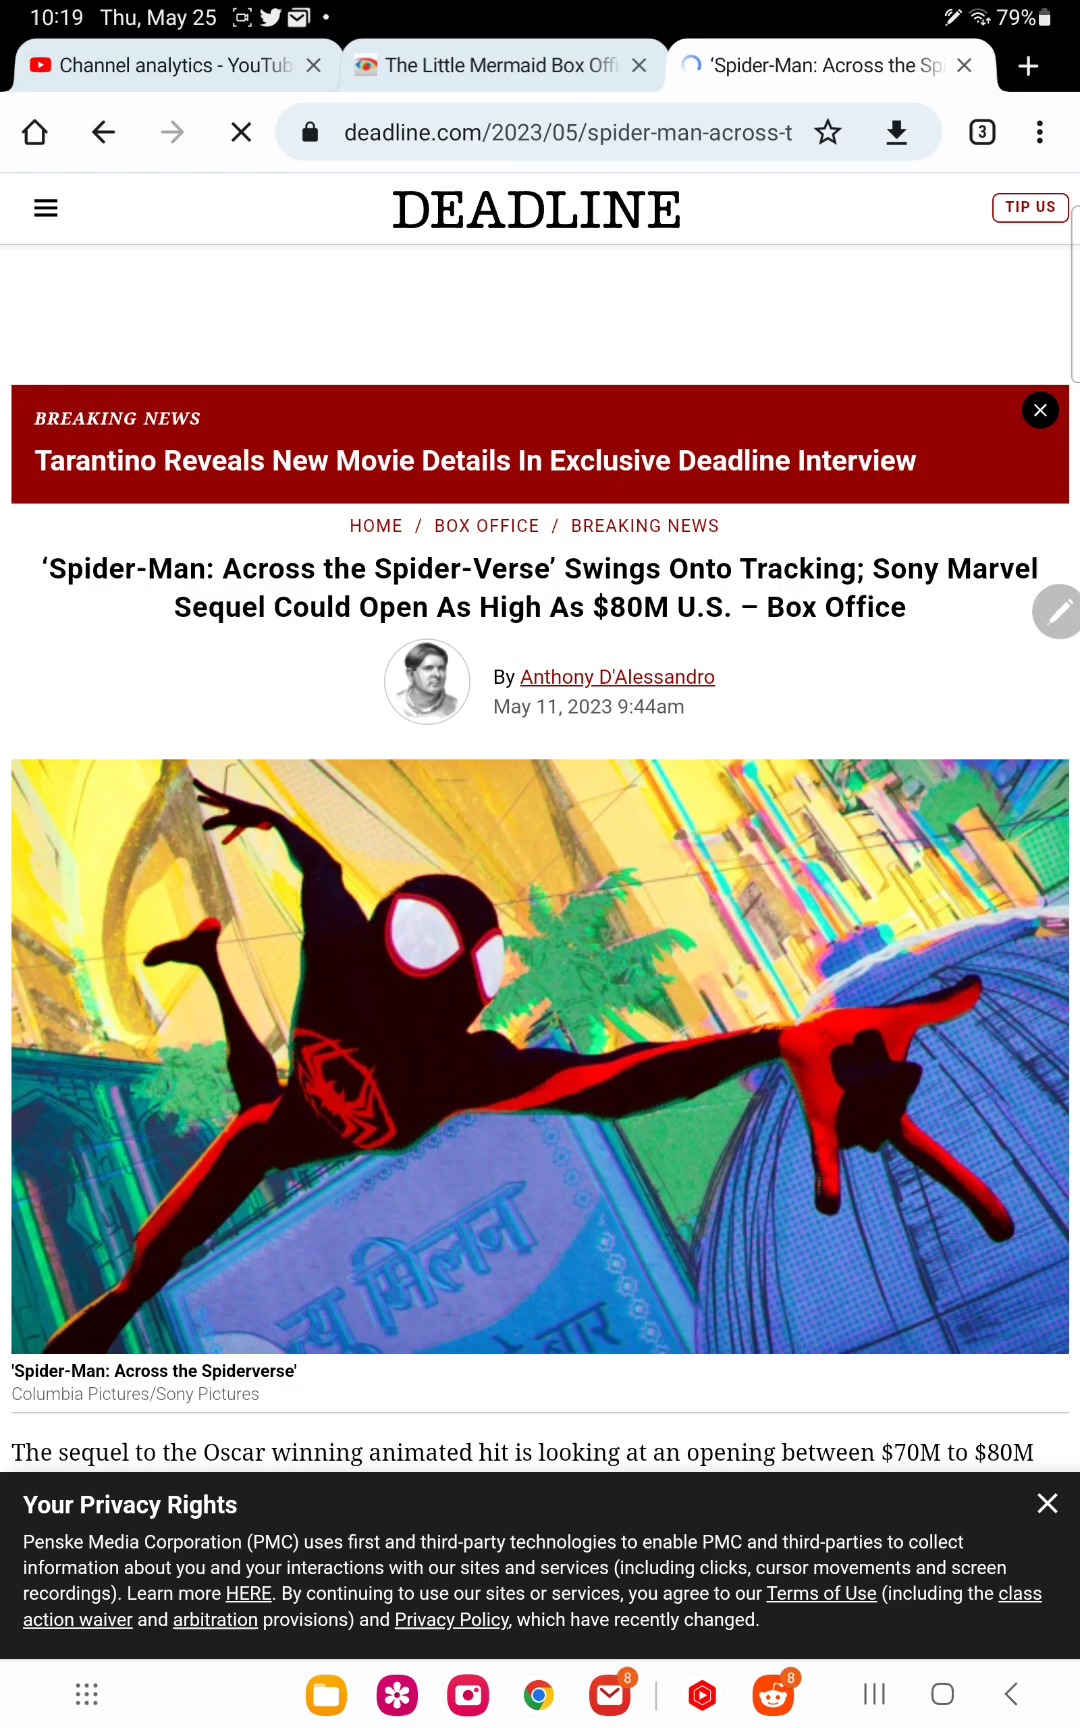 10:19 Thu, May 25
79%
Channel analytics - YouTub
The Little Mermaid Box Offi
‘Spider-Man: Across the Sp
deadline.com/2023/05/spider-man-across-t
3
DEADLINE
TIP US
BREAKING NEWS
Tarantino Reveals New Movie Details In Exclusive Deadline Interview
HOME / BOX OFFICE / BREAKING NEWS
‘Spider-Man: Across the Spider-Verse’ Swings Onto Tracking; Sony Marvel
Sequel Could Open As High As $80M U.S. – Box Office
By Anthony D'Alessandro
May 11, 2023 9:44am
मिलन
'Spider-Man: Across the Spiderverse'
Columbia Pictures/Sony Pictures
The sequel to the Oscar winning animated hit is looking at an opening between $70M to $80M
Your Privacy Rights
Penske Media Corporation (PMC) uses first and third-party technologies to enable PMC and third-parties to collect
information about you and your interactions with our sites and services (including clicks, cursor movements and screen
recordings). Learn more HERE. By continuing to use our sites or services, you agree to our Terms of Use (including the class
action waiver and arbitration provisions) and Privacy Policy, which have recently changed.
8
8